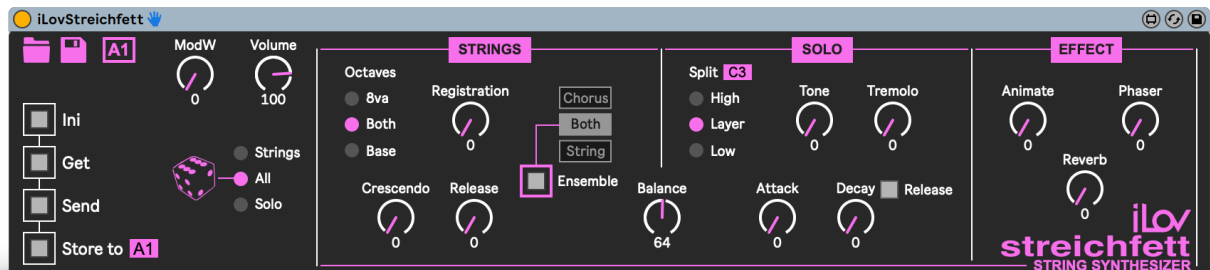 iLovStreichfett
A1
ModW
0
Volume
100
Ini
Get
Send
Store to A1
Strings
All
Solo
STRINGS
Octaves
8va
Both
Base
Registration
0
Chorus
Both
String
Ensemble
Crescendo
0
Release
0
Balance
64
SOLO
Split C3
High
Layer
Low
Tone
0
Tremolo
0
Attack
0
Decay
0
Release
EFFECT
Animate
0
Phaser
0
Reverb
0
iLov
streichfett
STRING SYNTHESIZER